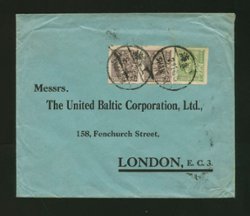 Messrs.
The United Baltic Corporation, Ltd.,
158, Fenchurch Street,
LONDON, E. C. 3.